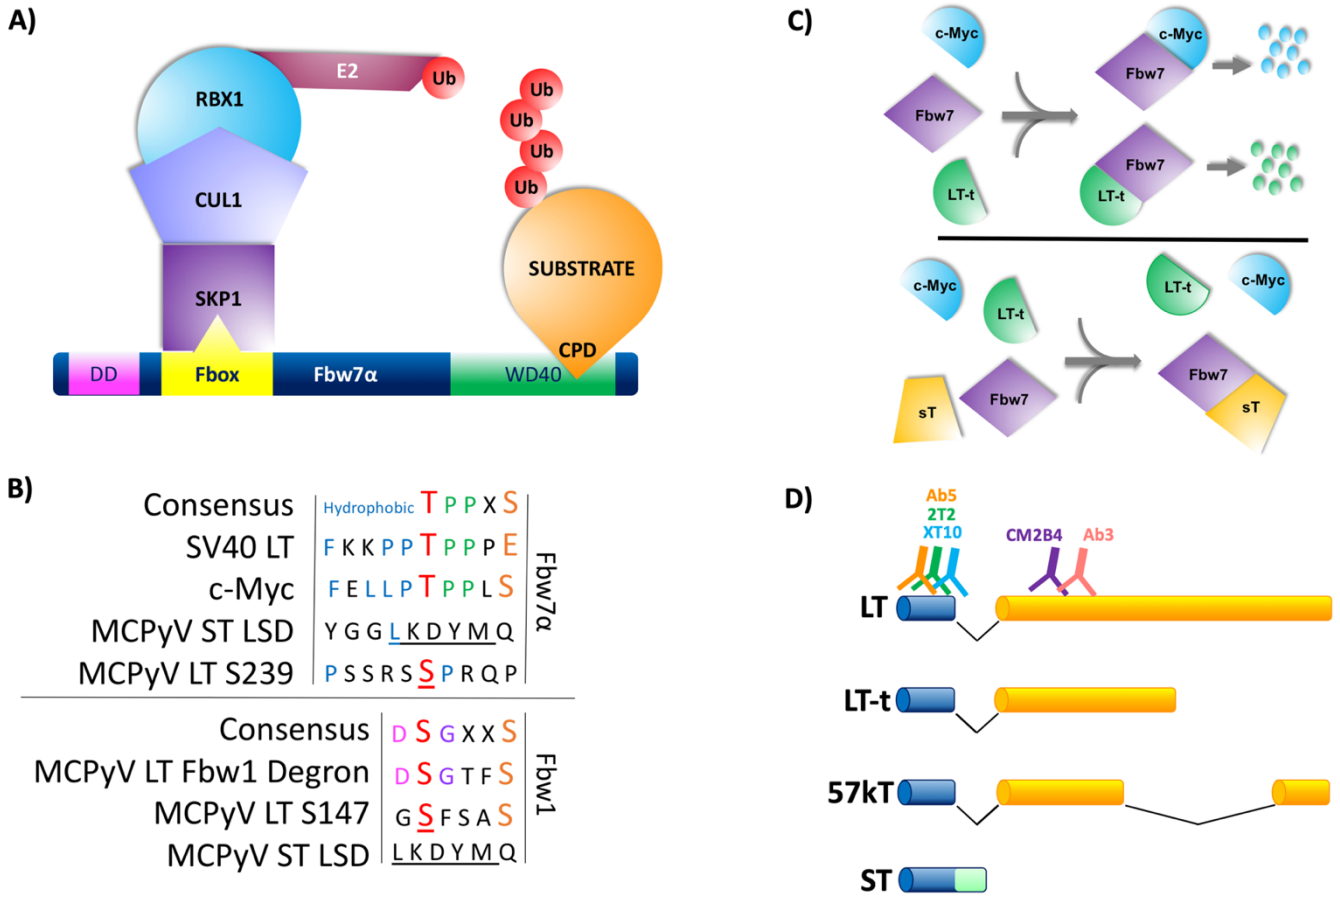 A)
RBX1
E2
Ub
Ub
Ub
Ub
Ub
CUL1
SUBSTRATE
SKP1
CPD
DD
Fbox
Fbw7α
WD40
B)
Consensus Hydrophobic T P P X S
SV40 LT F K K P P T P P P E
c-Myc F E L L P T P P L S
MCPyV ST LSD Y G G L K D Y M Q
MCPyV LT S239 P S S R S S P R Q P
Fbw7α
Consensus D S G X X S
MCPyV LT Fbw1 Degron D S G T F S
MCPyV LT S147 G S F S A S
MCPyV ST LSD L K D Y M Q
Fbw1
C)
c-Myc
Fbw7
LT-t
c-Myc
Fbw7
Fbw7
LT-t
c-Myc
LT-t
sT
Fbw7
LT-t
c-Myc
Fbw7
sT
D)
Ab5
2T2
XT10
CM2B4
Ab3
LT
LT-t
57kT
ST